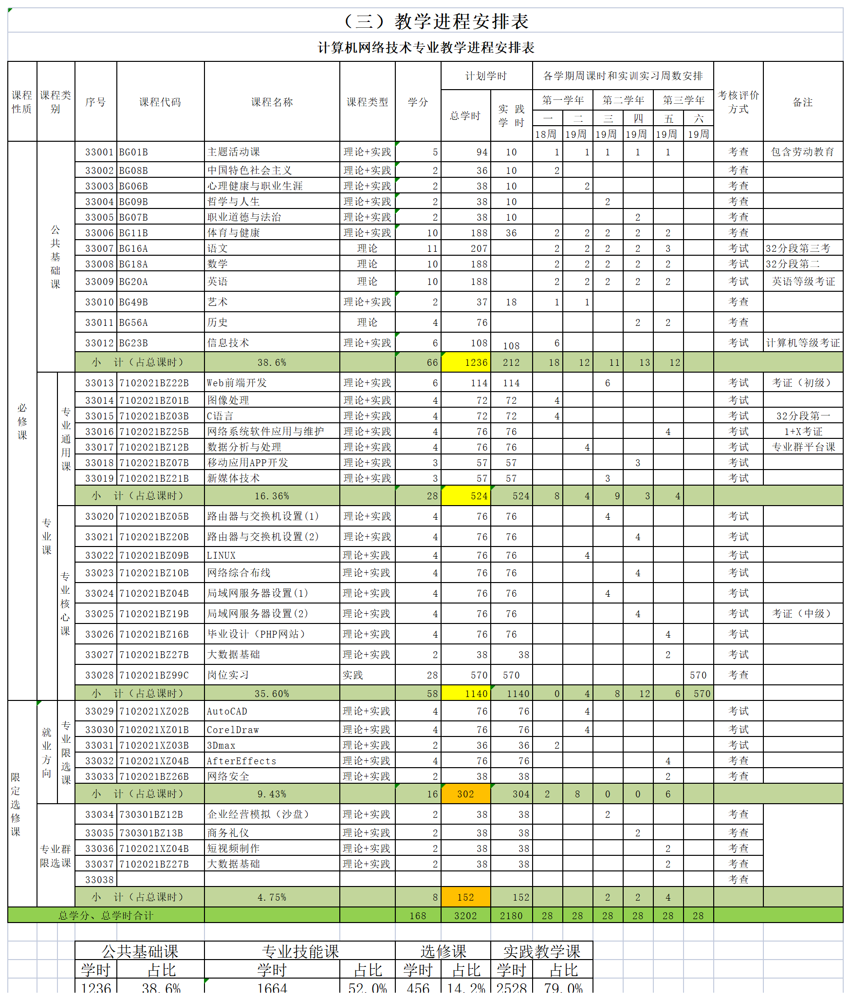 （三）教学进程安排表
计算机网络技术专业教学进程安排表
课程性质 课程类别 序号 课程代码 课程名称 课程类型 学分 计划学时 各学期周课时和实训实习周数安排 考核评价方式 备注
总学时 实践学时 第一学年 第二学年 第三学年
一 二 三 四 五 六
18周 19周 19周 19周 19周 19周
必修课
公共基础课
33001 BG01B 主题活动课 理论+实践 5 94 10 1 1 1 1 1 考查 包含劳动教育
33002 BG08B 中国特色社会主义 理论+实践 2 36 10 2 考查
33003 BG06B 心理健康与职业生涯 理论+实践 2 38 10 2 考查
33004 BG09B 哲学与人生 理论+实践 2 38 10 2 考查
33005 BG07B 职业道德与法治 理论+实践 2 38 10 2 考查
33006 BG11B 体育与健康 理论+实践 10 188 36 2 2 2 2 2 考查
33007 BG16A 语文 理论 11 207 2 2 2 2 3 考试 32分段第三考
33008 BG18A 数学 理论 10 188 2 2 2 2 2 考试 32分段第二
33009 BG20A 英语 理论 10 188 2 2 2 2 2 考试 英语等级考证
33010 BG49B 艺术 理论+实践 2 37 18 1 1 考查
33011 BG56A 历史 理论 4 76 2 2 考查
33012 BG23B 信息技术 理论+实践 6 108 108 6 考试 计算机等级考证
小 计（占总课时） 38.6% 66 1236 212 18 12 11 13 12
专业课
专业通用课
33013 7102021BZ22B Web前端开发 理论+实践 6 114 114 6 考试 考证（初级）
33014 7102021BZ01B 图像处理 理论+实践 4 72 72 4 考试
33015 7102021BZ03B C语言 理论+实践 4 72 72 4 考试 32分段第一
33016 7102021BZ25B 网络系统软件应用与维护 理论+实践 4 76 76 4 考试 1+X考证
33017 7102021BZ12B 数据分析与处理 理论+实践 4 76 76 4 考试 专业群平台课
33018 7102021BZ07B 移动应用APP开发 理论+实践 3 57 57 3 考试
33019 7102021BZ21B 新媒体技术 理论+实践 3 57 57 3 考试
小 计（占总课时） 16.36% 28 524 524 8 4 9 3 4
专业核心课
33020 7102021BZ05B 路由器与交换机设置(1) 理论+实践 4 76 76 4 考试
33021 7102021BZ20B 路由器与交换机设置(2) 理论+实践 4 76 76 4 考试
33022 7102021BZ09B LINUX 理论+实践 4 76 76 4 考试
33023 7102021BZ10B 网络综合布线 理论+实践 4 76 76 4 考试
33024 7102021BZ04B 局域网服务器设置(1) 理论+实践 4 76 76 4 考试
33025 7102021BZ19B 局域网服务器设置(2) 理论+实践 4 76 76 4 考试 考证（中级）
33026 7102021BZ16B 毕业设计（PHP网站） 理论+实践 4 76 76 4 考试
33027 7102021BZ27B 大数据基础 理论+实践 2 38 38 2 考试
33028 7102021BZ99C 岗位实习 实践 28 570 570 570 考查
小 计（占总课时） 35.60% 58 1140 1140 0 4 8 12 6 570
限定选修课
就业方向
专业限选课
33029 7102021XZ02B AutoCAD 理论+实践 4 76 76 4 考试
33030 7102021XZ01B CorelDraw 理论+实践 4 76 76 4 考试
33031 7102021XZ03B 3Dmax 理论+实践 2 36 36 2 考试
33032 7102021XZ04B AfterEffects 理论+实践 4 76 76 4 考查
33033 7102021BZ26B 网络安全 理论+实践 2 38 38 2 考查
小 计（占总课时） 9.43% 16 302 304 2 8 0 0 6
专业群限选课
33034 730301BZ12B 企业经营模拟（沙盘） 理论+实践 2 38 38 2 考查
33035 730301BZ13B 商务礼仪 理论+实践 2 38 38 2 考查
33036 7102021XZ04B 短视频制作 理论+实践 2 38 38 2 考查
33037 7102021BZ27B 大数据基础 理论+实践 2 38 38 2 考查
33038 考查
小 计（占总课时） 4.75% 8 152 152 2 2 4
总学分、总学时合计 168 3202 2180 28 28 28 28 28 28
公共基础课 专业技能课 选修课 实践教学课
学时 占比 学时 占比 学时 占比 学时 占比
1236 38.6% 1664 52.0% 456 14.2% 2528 79.0%